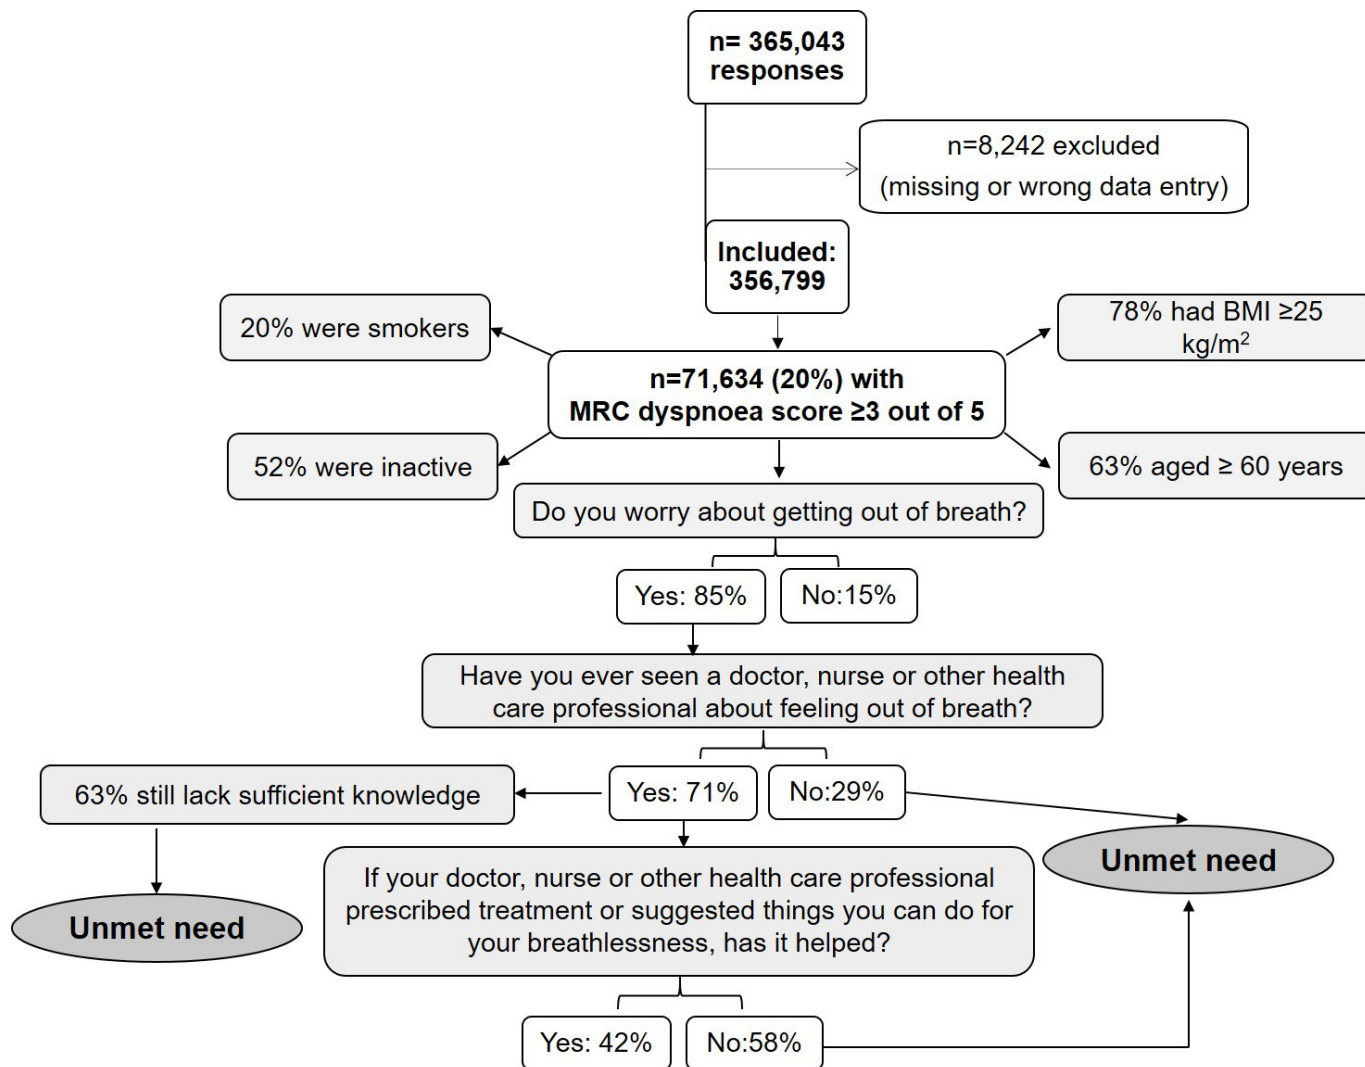 n= 365,043
responses
n=8,242 excluded
(missing or wrong data entry)
Included:
356,799
20% were smokers
78% had BMI ≥25
kg/m²
n=71,634 (20%) with
MRC dyspnoea score ≥3 out of 5
52% were inactive
63% aged ≥ 60 years
Do you worry about getting out of breath?
Yes: 85%
No:15%
Have you ever seen a doctor, nurse or other health
care professional about feeling out of breath?
63% still lack sufficient knowledge
Yes: 71%
No:29%
Unmet need
If your doctor, nurse or other health care professional
prescribed treatment or suggested things you can do for
your breathlessness, has it helped?
Unmet need
Yes: 42%
No:58%